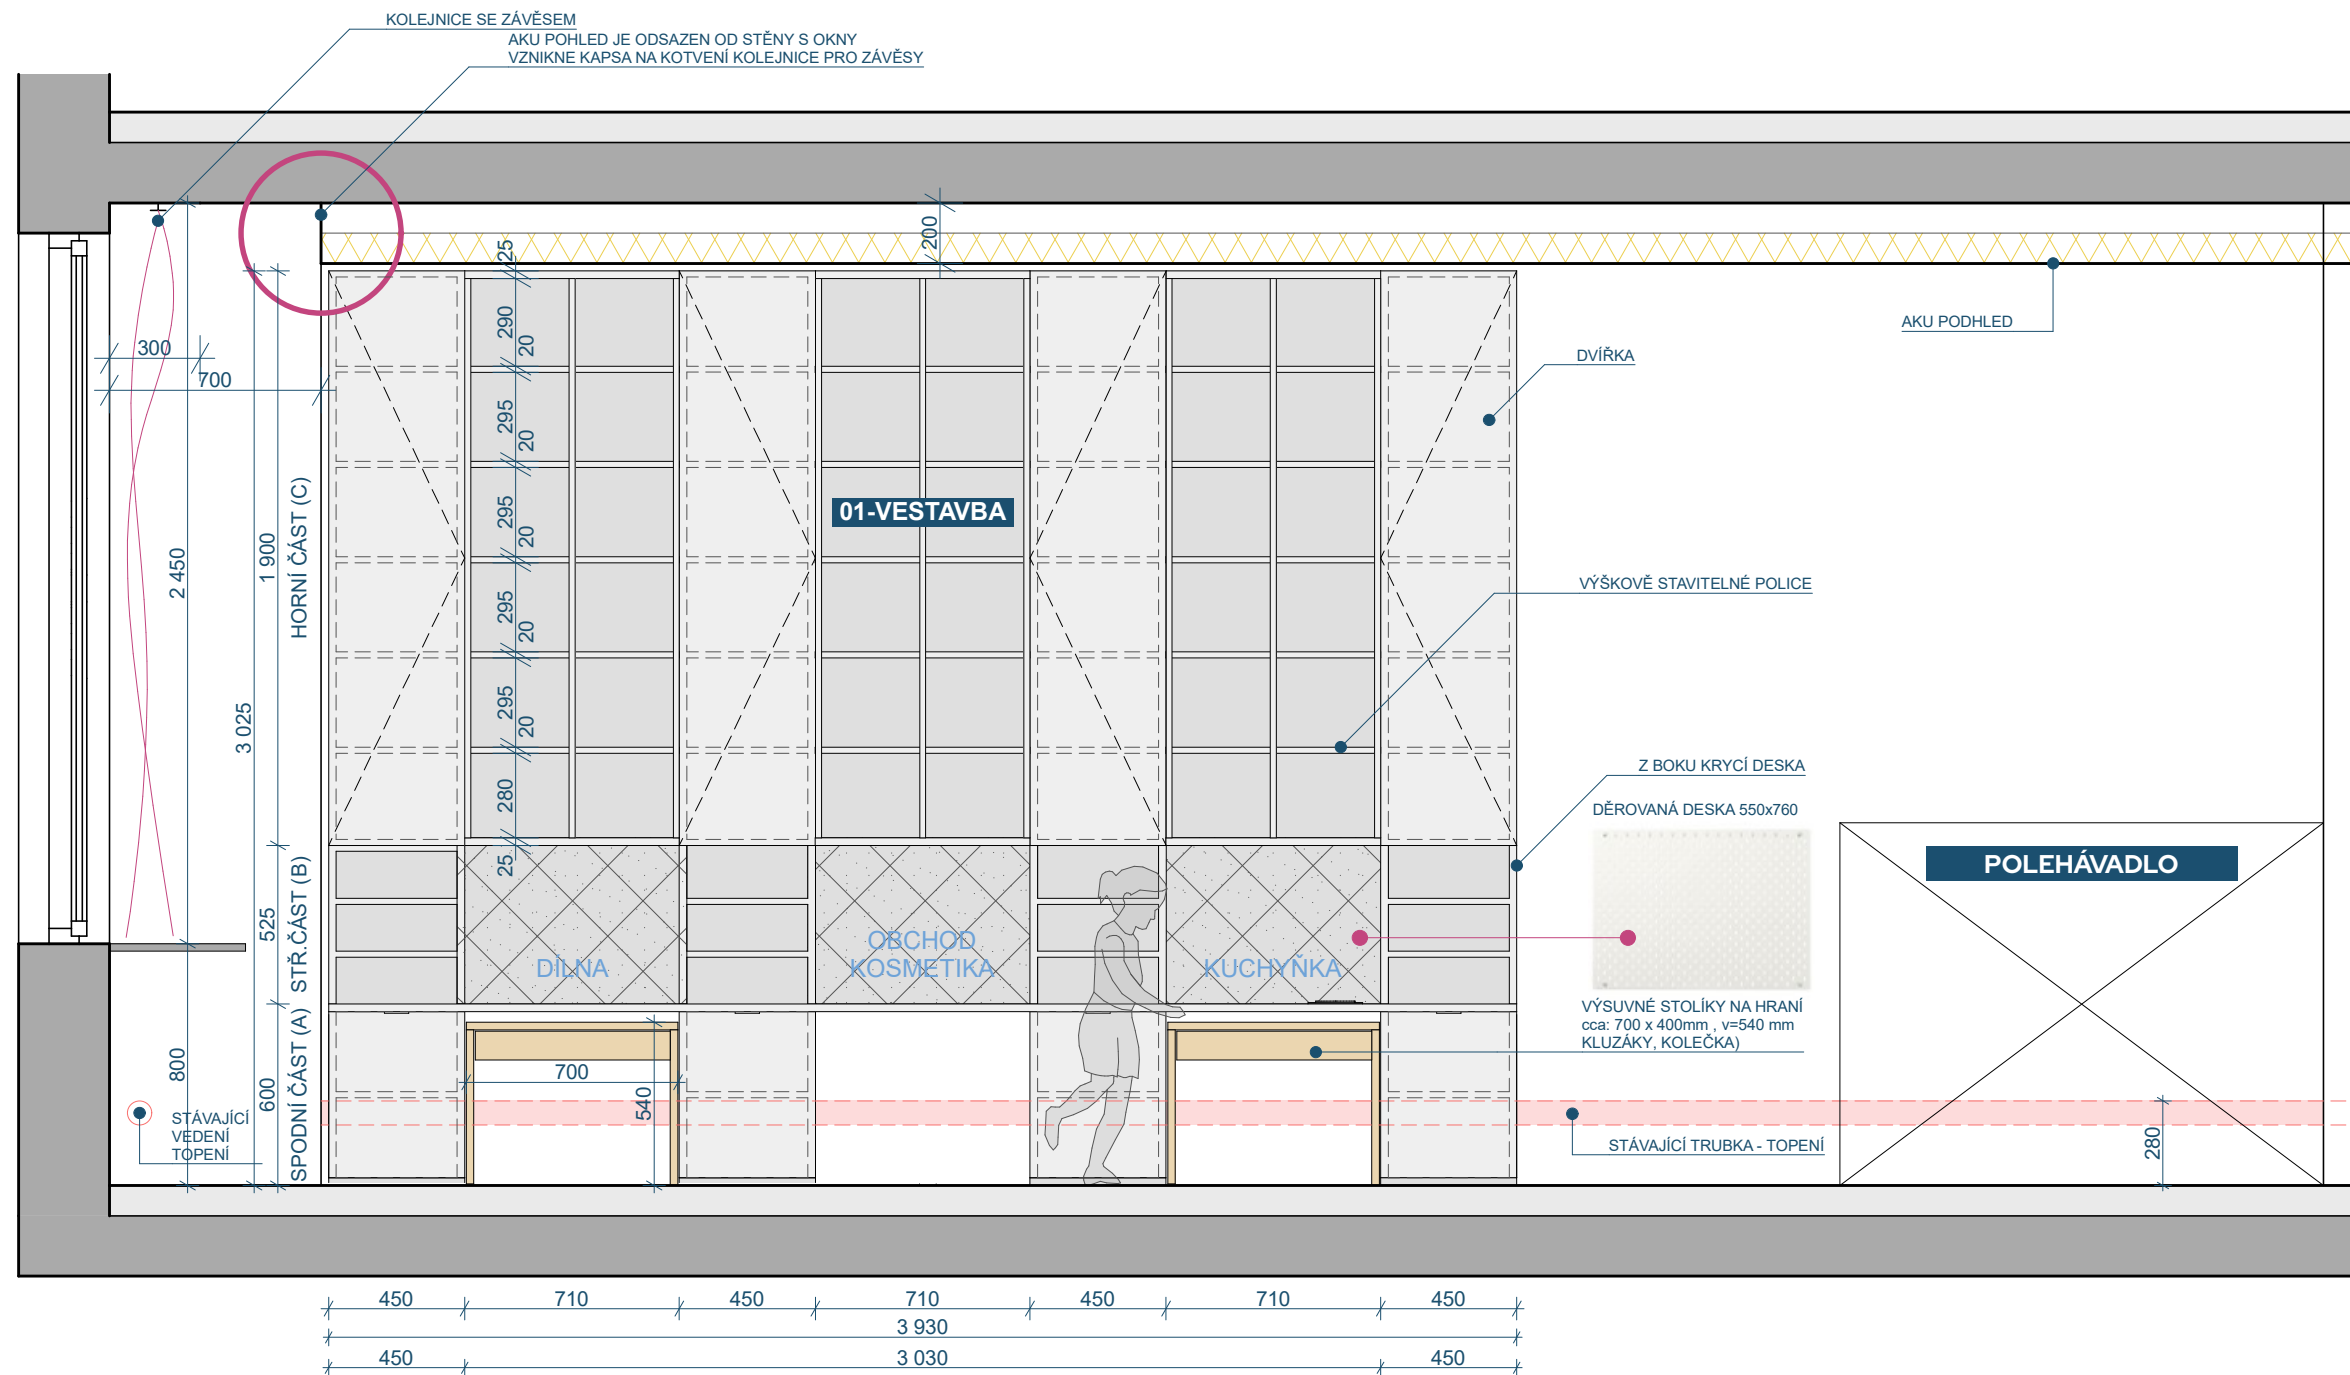 KOLEJNICE SE ZÁVĚSEM
AKU POHLED JE ODSAZEN OD STĚNY S OKNY
VZNIKNE KAPSA NA KOTVENÍ KOLEJNICE PRO ZÁVĚSY
200
25
290
20
300
700
AKU PODHLED
DVÍŘKA
295
20
295
20
01-VESTAVBA
HORNÍ ČÁST (C)
1 900
2 450
3 025
295
20
VÝŠKOVĚ STAVITELNÉ POLICE
295
20
280
25
Z BOKU KRYCÍ DESKA
DĚROVANÁ DESKA 550x760
POLEHÁVADLO
STŘ.ČÁST (B)
525
DÍLNA
OBCHOD
KOSMETIKA
KUCHYŇKA
VÝSUVNÉ STOLÍKY NA HRANÍ
cca: 700 x 400mm , v=540 mm
KLUZÁKY, KOLEČKA)
SPODNÍ ČÁST (A)
600
800
700
540
STÁVAJÍCÍ
VEDENÍ
TOPENÍ
STÁVAJÍCÍ TRUBKA - TOPENÍ
280
450 710 450 710 450 710 450
3 930
450 3 030 450